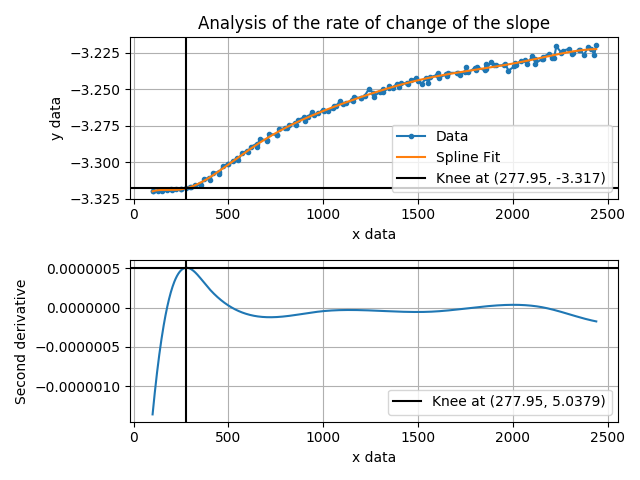 Analysis of the rate of change of the slope
y data
−3.225
−3.250
−3.275
−3.300
−3.325
Data
Spline Fit
Knee at (277.95, -3.317)
0 500 1000 1500 2000 2500
x data
Second derivative
0.0000005
0.0000000
−0.0000005
−0.0000010
Knee at (277.95, 5.0379)
0 500 1000 1500 2000 2500
x data